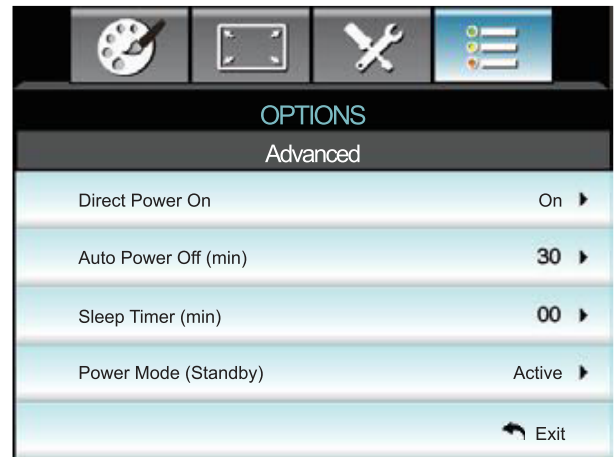 OPTIONS
Advanced
Direct Power On On
Auto Power Off (min) 30
Sleep Timer (min) 00
Power Mode (Standby) Active
Exit